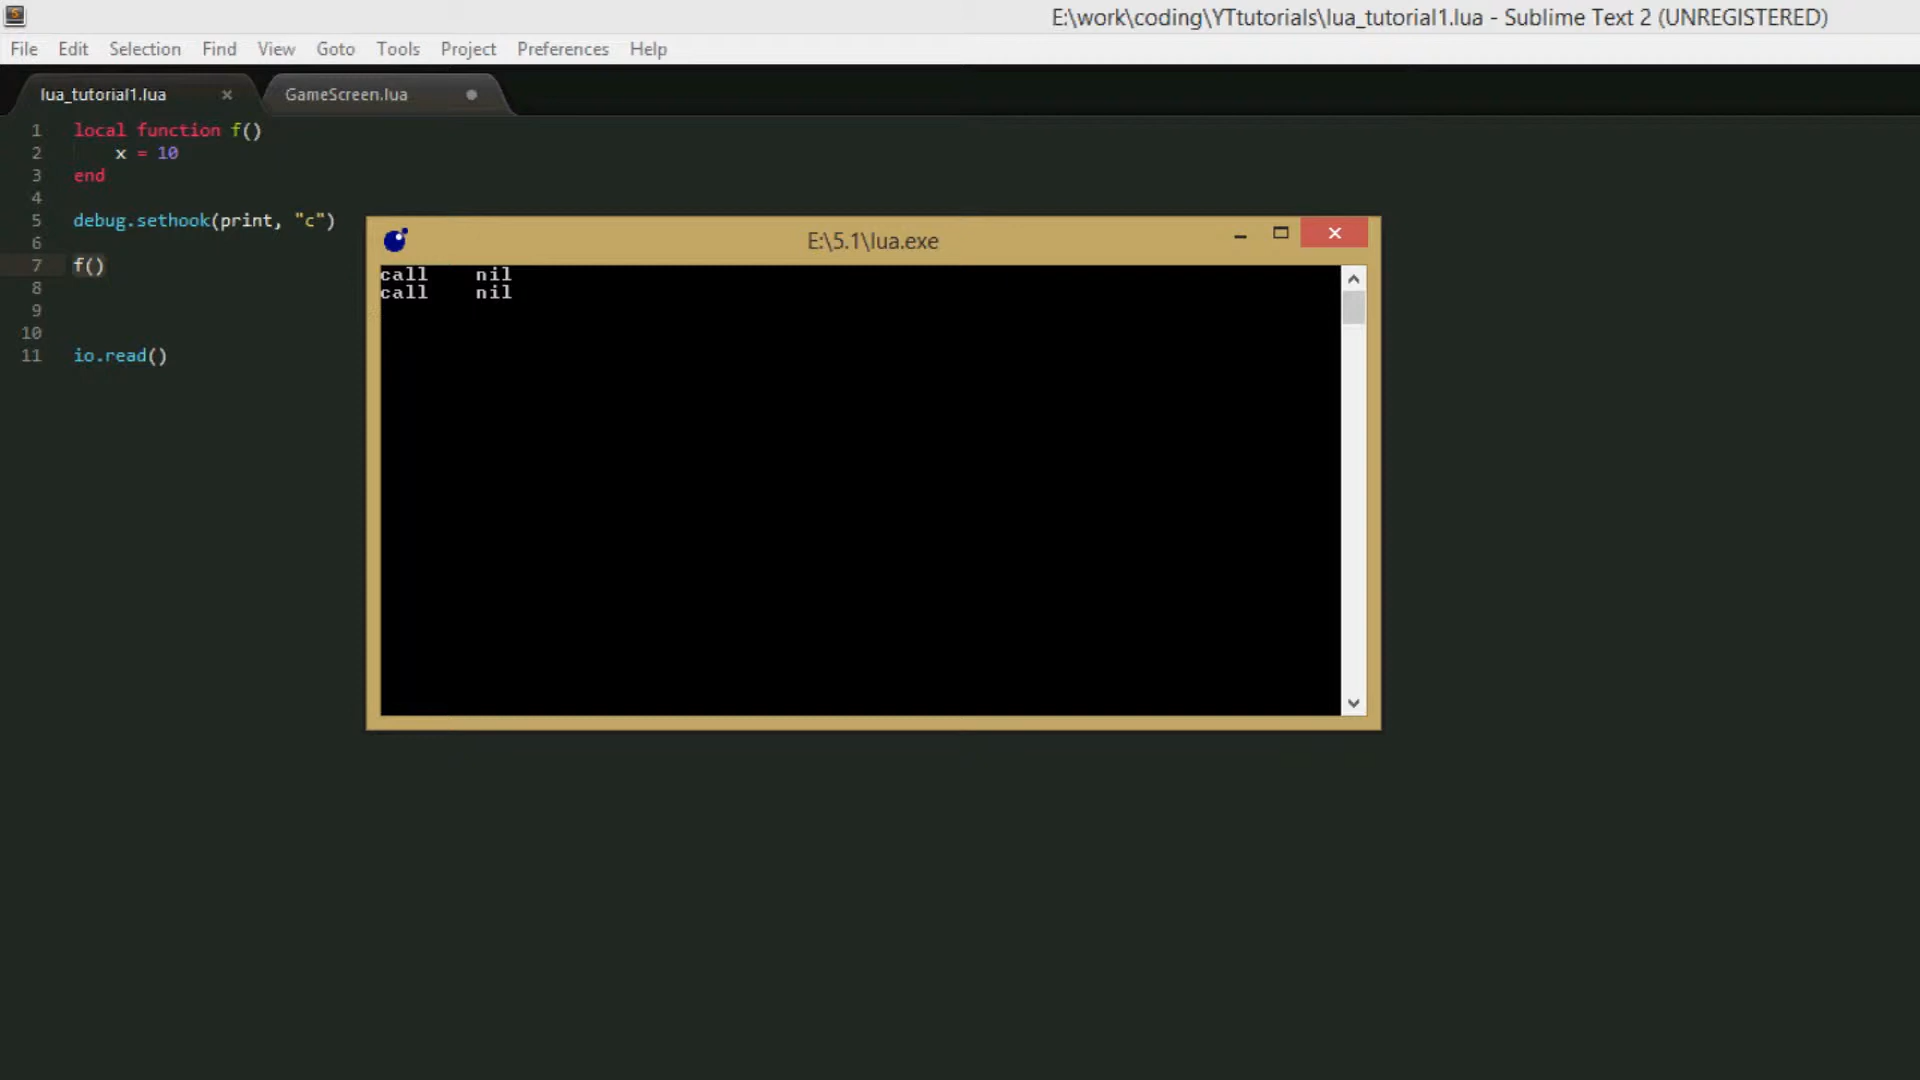 E:\work\coding\YTtutorials\lua_tutorial1.lua - Sublime Text 2 (UNREGISTERED)
File Edit Selection Find View Goto Tools Project Preferences Help
lua_tutorial1.lua GameScreen.lua
1 local function f()
2 x = 10
3 end
4
5 debug.sethook(print, "c")
6
7 f()
8
9
10
11 io.read()
E:\5.1\lua.exe
call nil
call nil